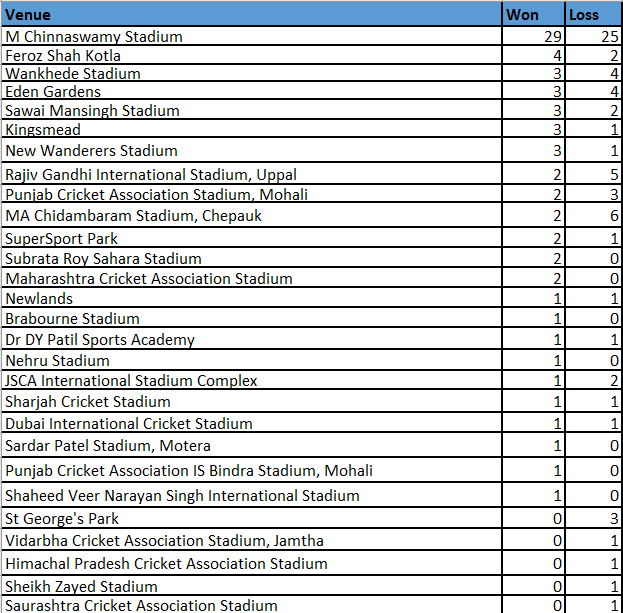 Venue Won Loss
M Chinnaswamy Stadium 29 25
Feroz Shah Kotla 4 2
Wankhede Stadium 3 4
Eden Gardens 3 4
Sawai Mansingh Stadium 3 2
Kingsmead 3 1
New Wanderers Stadium 3 1
Rajiv Gandhi International Stadium, Uppal 2 5
Punjab Cricket Association Stadium, Mohali 2 3
MA Chidambaram Stadium, Chepauk 2 6
SuperSport Park 2 1
Subrata Roy Sahara Stadium 2 0
Maharashtra Cricket Association Stadium 2 0
Newlands 1 1
Brabourne Stadium 1 0
Dr DY Patil Sports Academy 1 1
Nehru Stadium 1 0
JSCA International Stadium Complex 1 2
Sharjah Cricket Stadium 1 1
Dubai International Cricket Stadium 1 1
Sardar Patel Stadium, Motera 1 0
Punjab Cricket Association IS Bindra Stadium, Mohali 1 0
Shaheed Veer Narayan Singh International Stadium 1 0
St George's Park 0 3
Vidarbha Cricket Association Stadium, Jamtha 0 1
Himachal Pradesh Cricket Association Stadium 0 1
Sheikh Zayed Stadium 0 1
Saurashtra Cricket Association Stadium 0 1